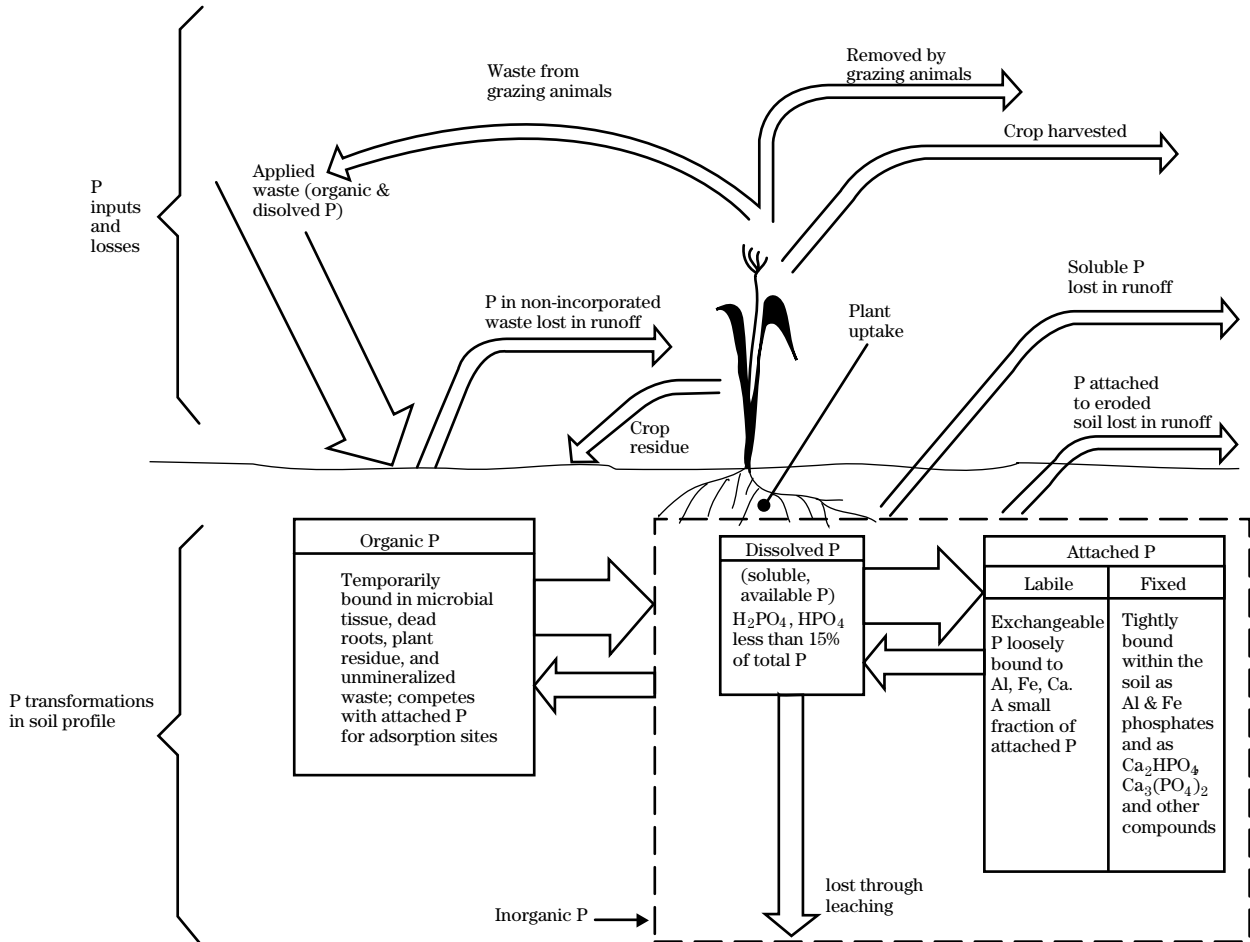 Waste from
grazing animals
Removed by
grazing animals
Crop harvested
P
inputs
and
losses
Applied
waste (organic &
disolved P)
Soluble P
lost in runoff
P in non-incorporated
waste lost in runoff
Plant
uptake
P attached
to eroded
soil lost in runoff
Crop
residue
P transformations
in soil profile
Organic P
Temporarily
bound in microbial
tissue, dead
roots, plant
residue, and
unmineralized
waste; competes
with attached P
for adsorption sites
Dissolved P
(soluble,
available P)
H₂PO₄, HPO₄
less than 15%
of total P
Attached P
Labile
Exchangeable
P loosely
bound to
Al, Fe, Ca.
A small
fraction of
attached P
Fixed
Tightly
bound
within the
soil as
Al & Fe
phosphates
and as
Ca₂HPO₄,
Ca₃(PO₄)₂
and other
compounds
lost through
leaching
Inorganic P